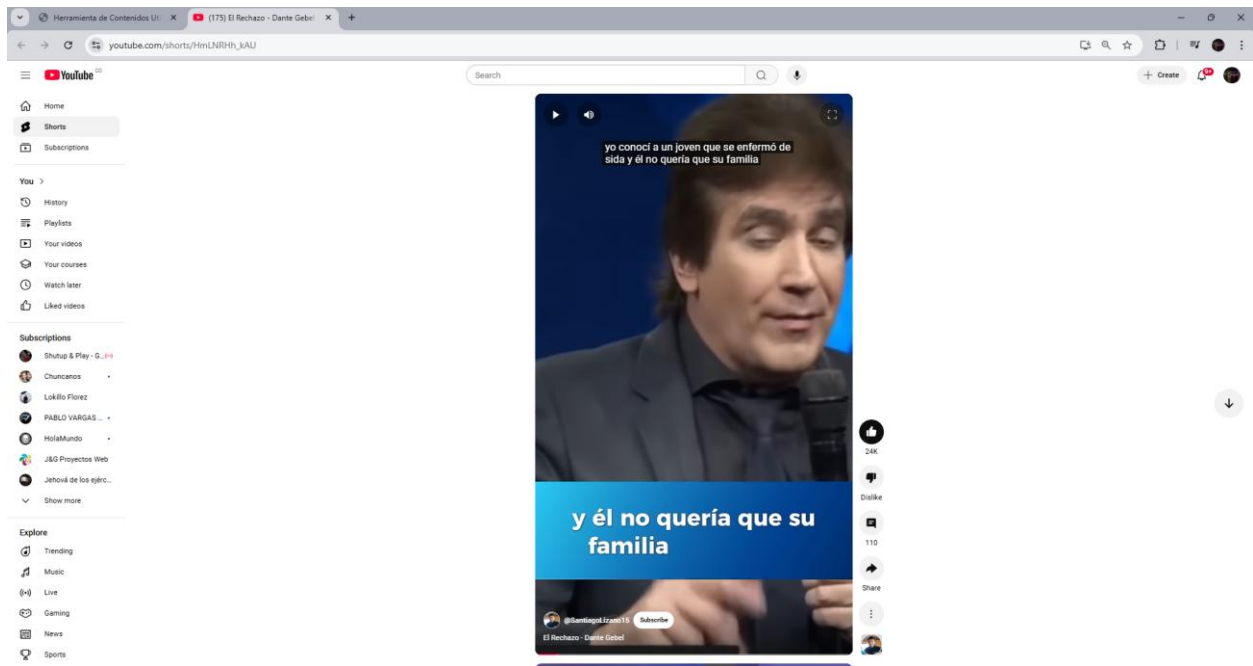 Herramienta de Contenidos Uti
(175) El Rechazo - Dante Gebel
youtube.com/shorts/HmLNRHh_kAU
YouTube CO
Search
+ Create
9+
Home
Shorts
Subscriptions
You >
History
Playlists
Your videos
Your courses
Watch later
Liked videos
Subscriptions
Shutup & Play - G...
Chuncanos
Lokillo Florez
PABLO VARGAS ...
HolaMundo
J&G Proyectos Web
Jehová de los ejérc...
Show more
Explore
Trending
Music
Live
Gaming
News
Sports
yo conocí a un joven que se enfermó de
sida y él no quería que su familia
y él no quería que su
familia
@SantiagoLizano15 Subscribe
El Rechazo - Dante Gebel
24K
Dislike
110
Share